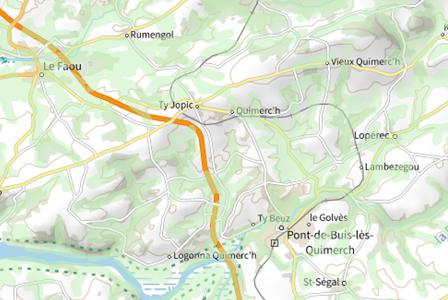 Rumengol
Vieux Quimerc'h
Le Faou
Ty Jopic
Quimerc'h
Lopérec
Lambezegou
Ty Beuz
le Golvès
Pont-de-Buis-lès-
Quimerch
Logonna Quimerc'h
St-Ségal